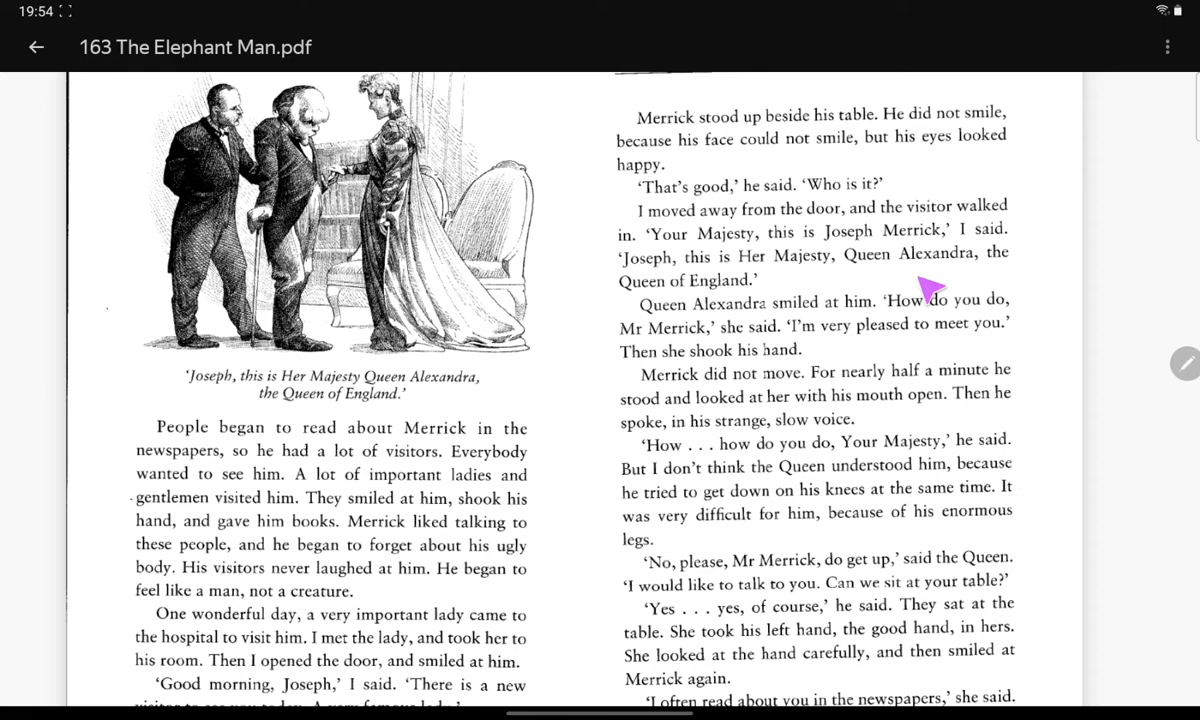 19:54
163 The Elephant Man.pdf
'Joseph, this is Her Majesty Queen Alexandra,
the Queen of England.'
People began to read about Merrick in the
newspapers, so he had a lot of visitors. Everybody
wanted to see him. A lot of important ladies and
gentlemen visited him. They smiled at him, shook his
hand, and gave him books. Merrick liked talking to
these people, and he began to forget about his ugly
body. His visitors never laughed at him. He began to
feel like a man, not a creature.
One wonderful day, a very important lady came to
the hospital to visit him. I met the lady, and took her to
his room. Then I opened the door, and smiled at him.
'Good morning, Joseph,' I said. 'There is a new
Merrick stood up beside his table. He did not smile,
because his face could not smile, but his eyes looked
happy.
'That's good,' he said. 'Who is it?'
I moved away from the door, and the visitor walked
in. 'Your Majesty, this is Joseph Merrick,' I said.
'Joseph, this is Her Majesty, Queen Alexandra, the
Queen of England.'
Queen Alexandra smiled at him. 'How do you do,
Mr Merrick,' she said. 'I'm very pleased to meet you.'
Then she shook his hand.
Merrick did not move. For nearly half a minute he
stood and looked at her with his mouth open. Then he
spoke, in his strange, slow voice.
'How . . . how do you do, Your Majesty,' he said.
But I don't think the Queen understood him, because
he tried to get down on his knees at the same time. It
was very difficult for him, because of his enormous
legs.
'No, please, Mr Merrick, do get up,' said the Queen.
'I would like to talk to you. Can we sit at your table?'
'Yes . . . yes, of course,' he said. They sat at the
table. She took his left hand, the good hand, in hers.
She looked at the hand carefully, and then smiled at
Merrick again.
'I often read about you in the newspapers,' she said.